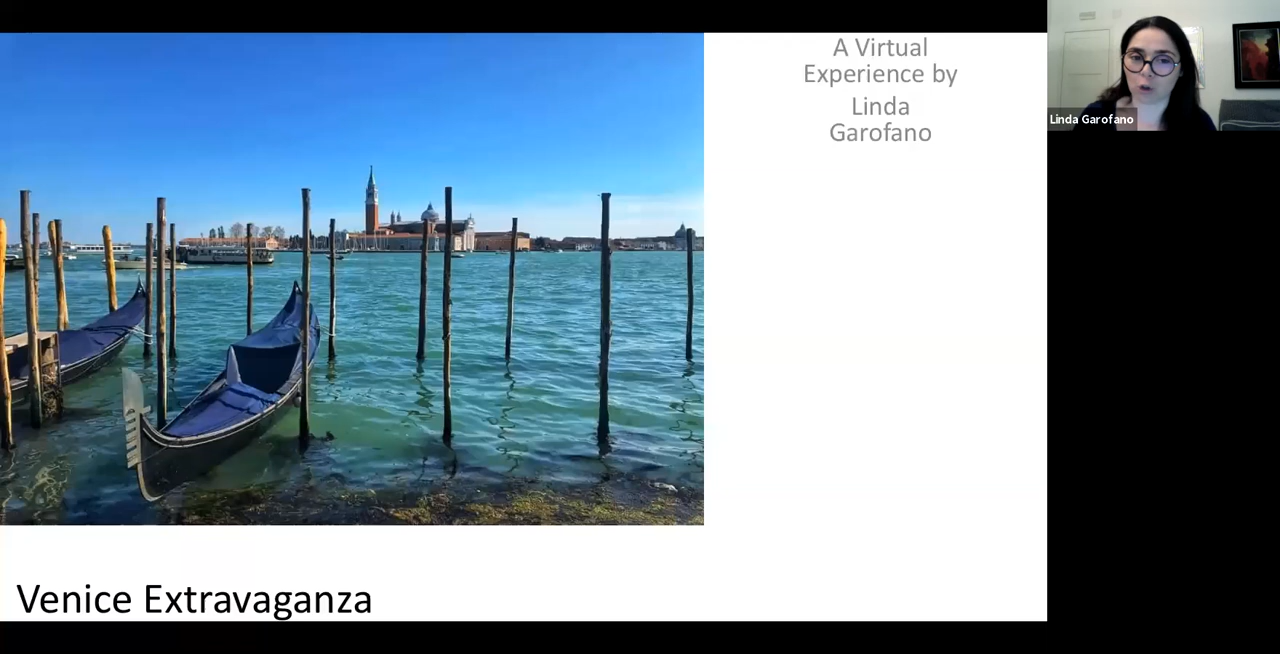 A Virtual
Experience by
Linda
Garofano
Linda Garofano
Venice Extravaganza